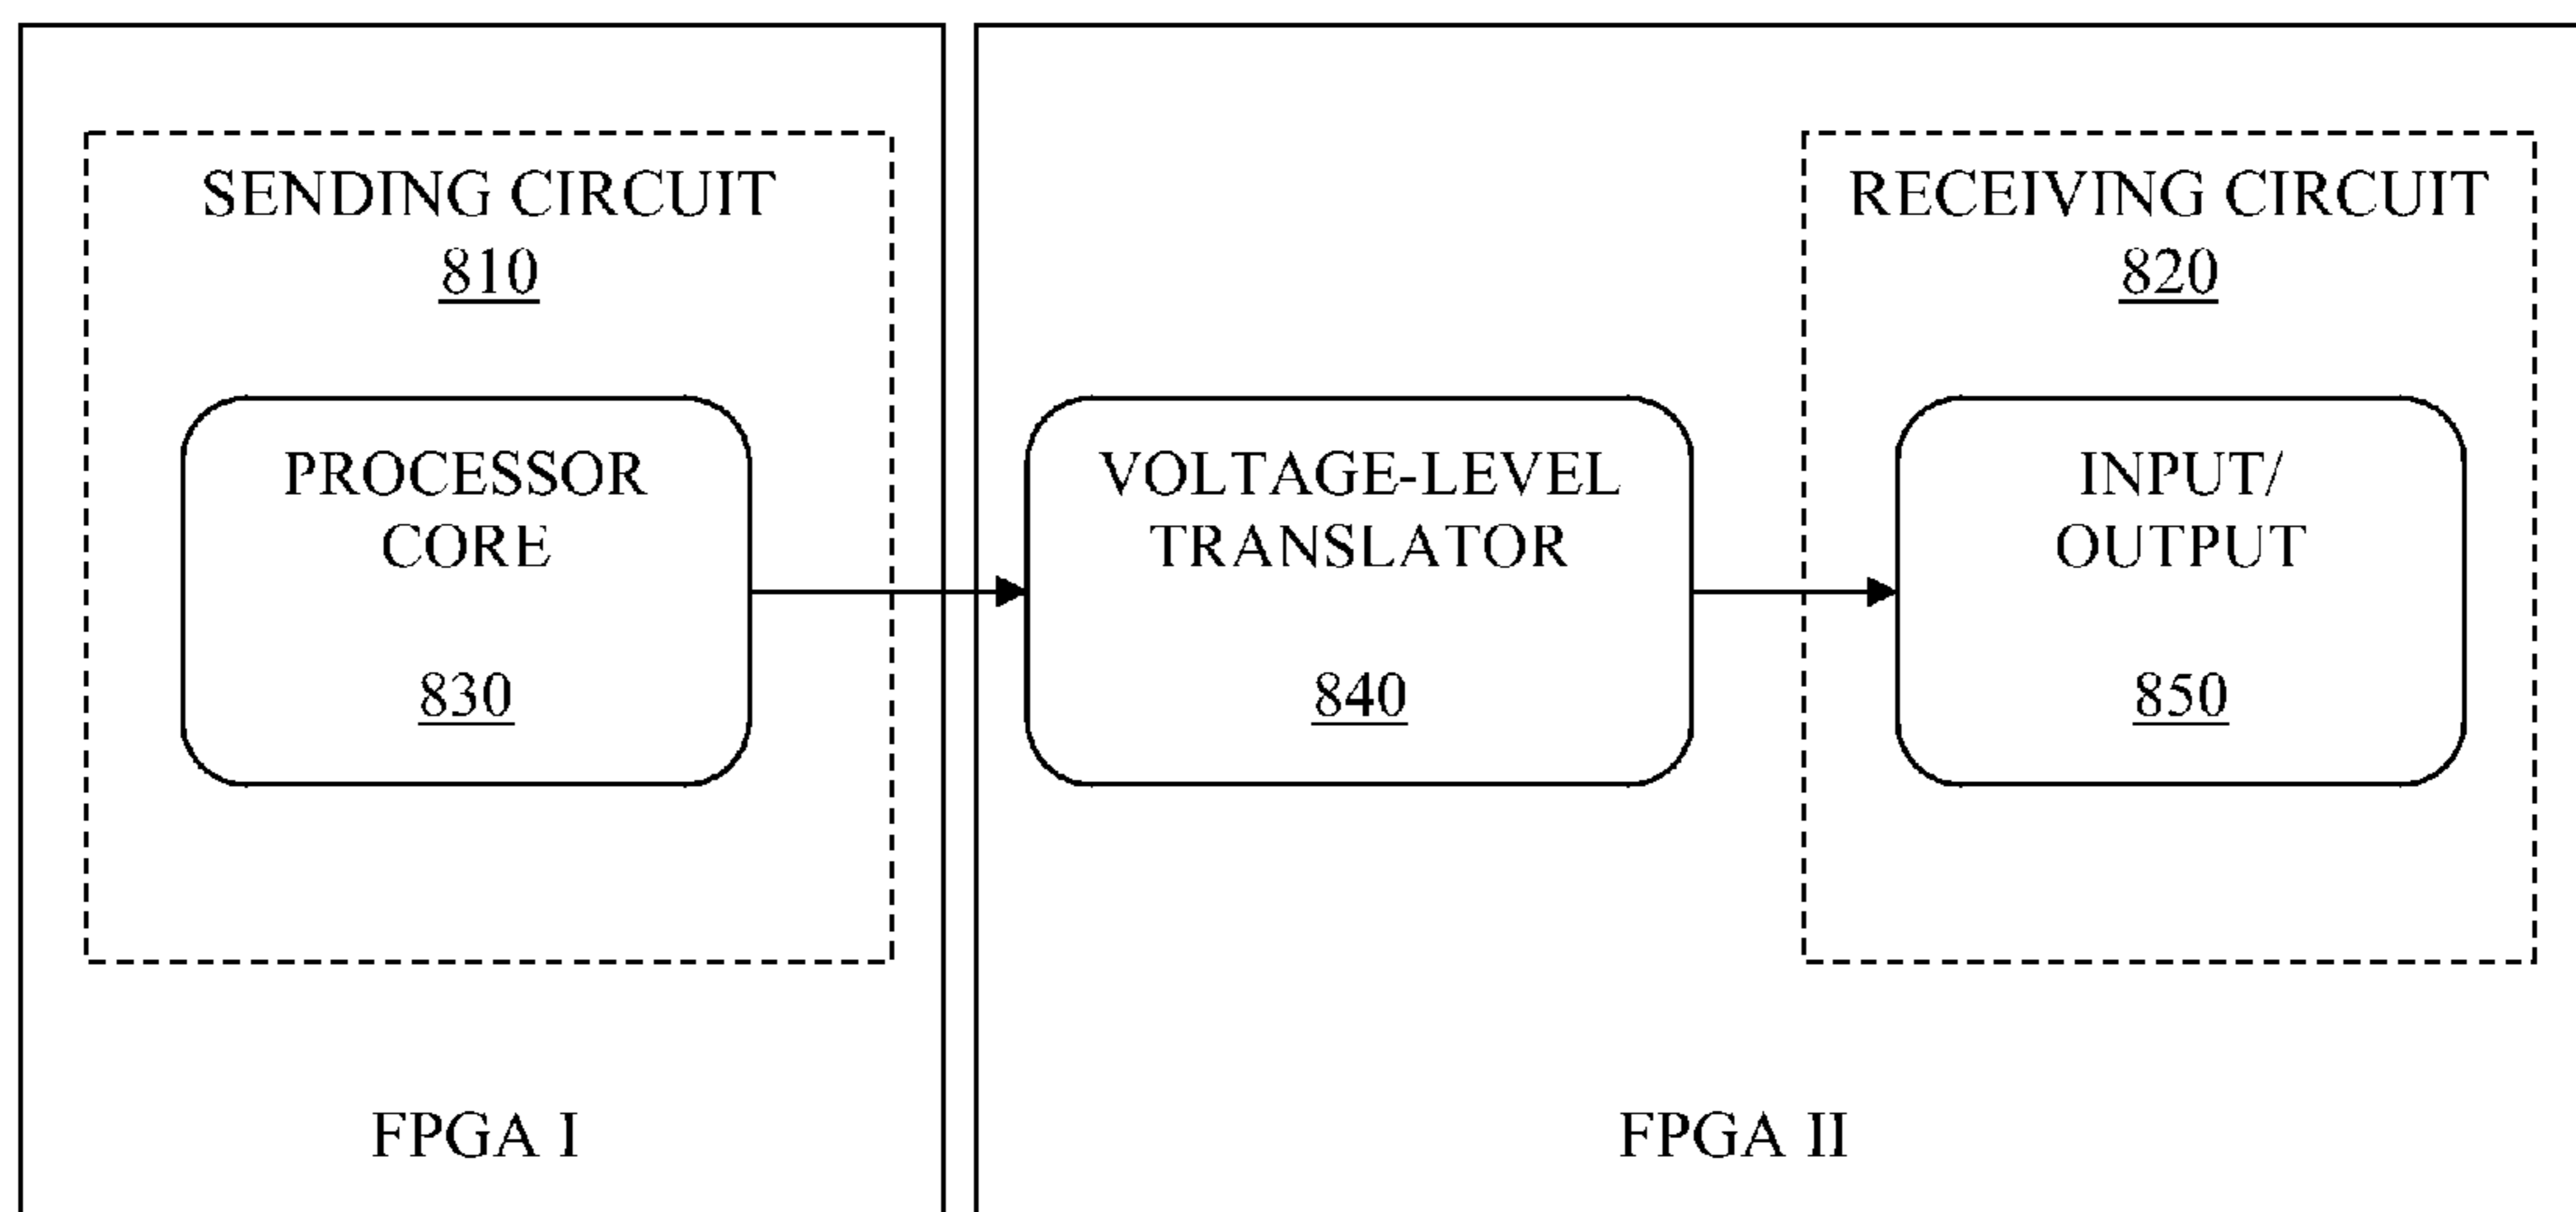 SENDING CIRCUIT
810
PROCESSOR
CORE
830
FPGA I
VOLTAGE-LEVEL
TRANSLATOR
840
RECEIVING CIRCUIT
820
INPUT/
OUTPUT
850
FPGA II